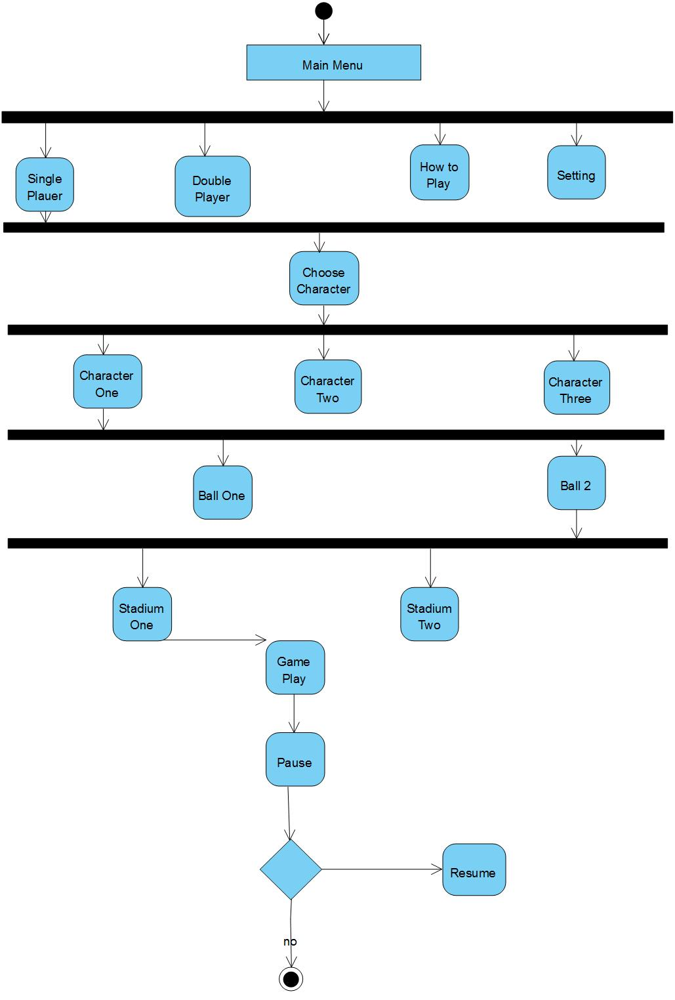 Main Menu
Single
Plauer
Double
Player
How to
Play
Setting
Choose
Character
Character
One
Character
Two
Character
Three
Ball One
Ball 2
Stadium
One
Stadium
Two
Game
Play
Pause
Resume
no